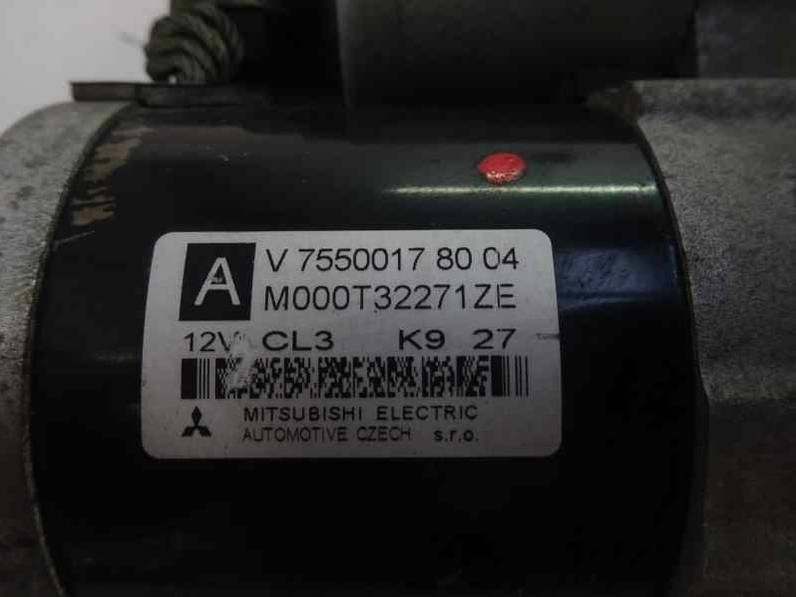 A V 7550017 80 04
M000T32271ZE
12V CL3 K9 27
MITSUBISHI ELECTRIC
AUTOMOTIVE CZECH s.r.o.